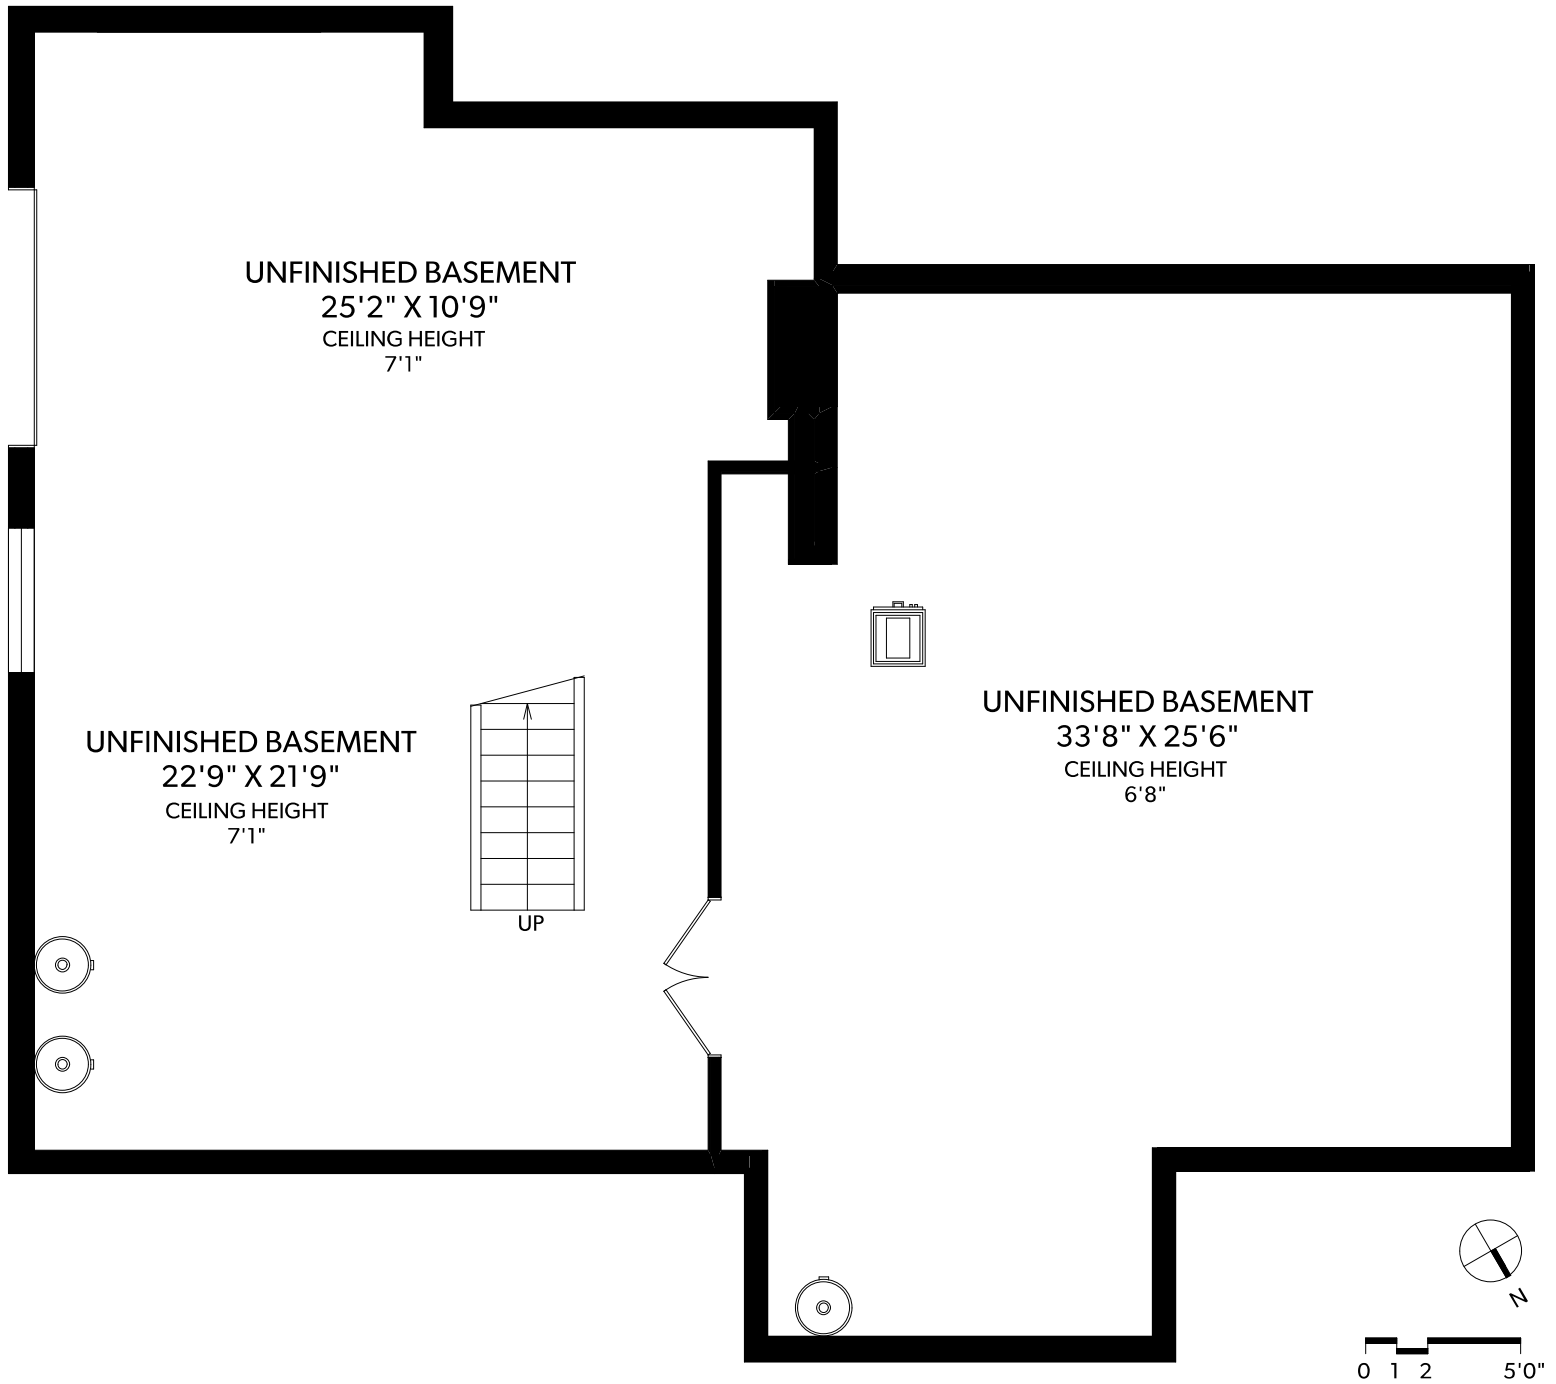 UNFINISHED BASEMENT
25'2" X 10'9"
CEILING HEIGHT
7'1"
UNFINISHED BASEMENT
33'8" X 25'6"
CEILING HEIGHT
6'8"
UNFINISHED BASEMENT
22'9" X 21'9"
CEILING HEIGHT
7'1"
UP
N
0 1 2 5'0"